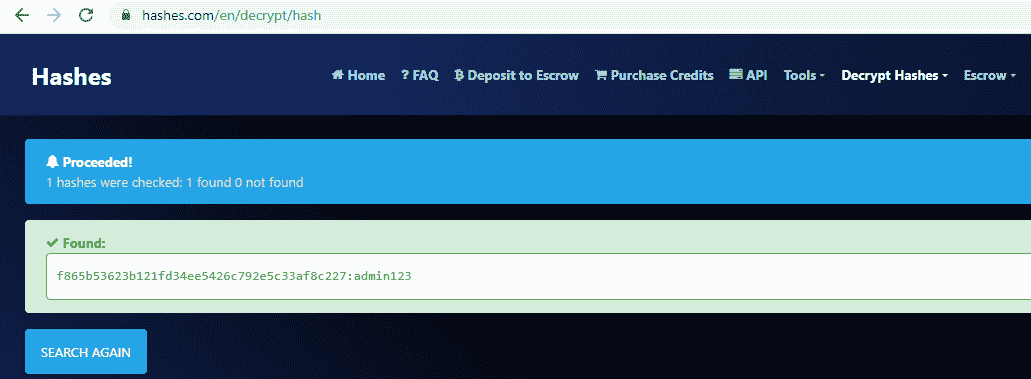 hashes.com/en/decrypt/hash
Hashes Home ? FAQ Deposit to Escrow Purchase Credits API Tools Decrypt Hashes Escrow
Proceeded!
1 hashes were checked: 1 found 0 not found
Found:
f865b53623b121fd34ee5426c792e5c33af8c227:admin123
SEARCH AGAIN